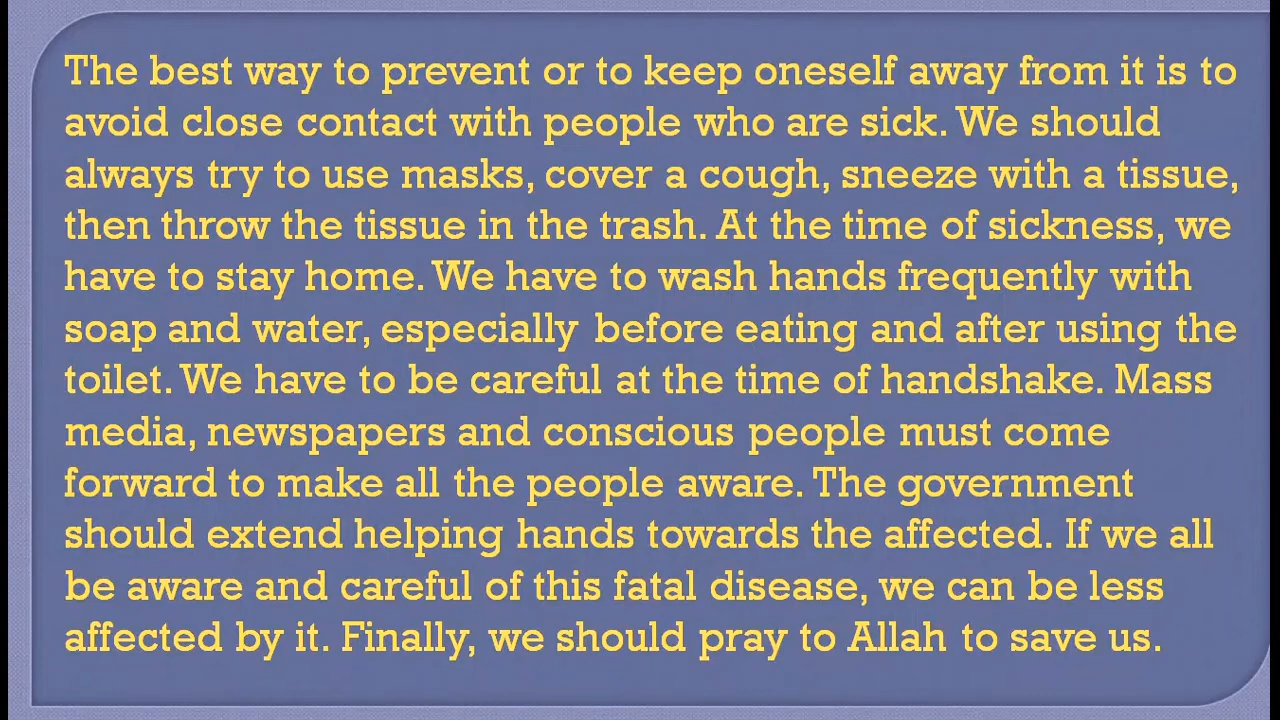 The best way to prevent or to keep oneself away from it is to
avoid close contact with people who are sick. We should
always try to use masks, cover a cough, sneeze with a tissue,
then throw the tissue in the trash. At the time of sickness, we
have to stay home. We have to wash hands frequently with
soap and water, especially before eating and after using the
toilet. We have to be careful at the time of handshake. Mass
media, newspapers and conscious people must come
forward to make all the people aware. The government
should extend helping hands towards the affected. If we all
be aware and careful of this fatal disease, we can be less
affected by it. Finally, we should pray to Allah to save us.